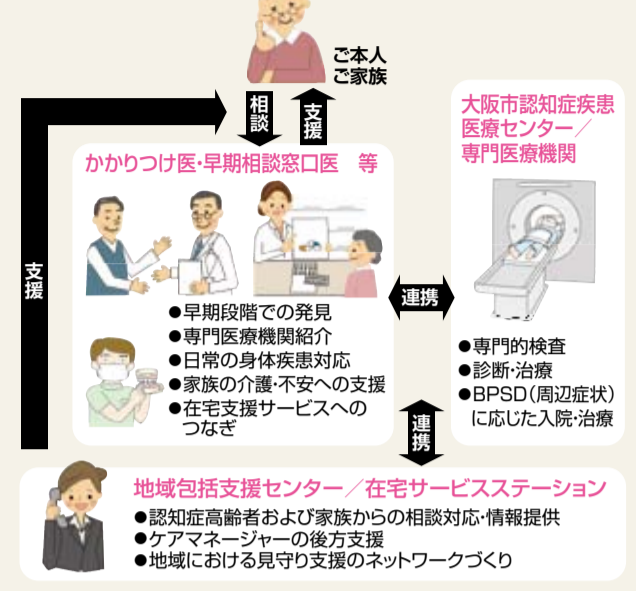 ご本人
ご家族
相談
支援
支援
かかりつけ医・早期相談窓口医 等
●早期段階での発見
●専門医療機関紹介
●日常の身体疾患対応
●家族の介護・不安への支援
●在宅支援サービスへの
つなぎ
連携
大阪市認知症疾患
医療センター／
専門医療機関
●専門的検査
●診断・治療
●BPSD（周辺症状）
に応じた入院・治療
連携
地域包括支援センター／在宅サービスステーション
●認知症高齢者および家族からの相談対応・情報提供
●ケアマネージャーの後方支援
●地域における見守り支援のネットワークづくり